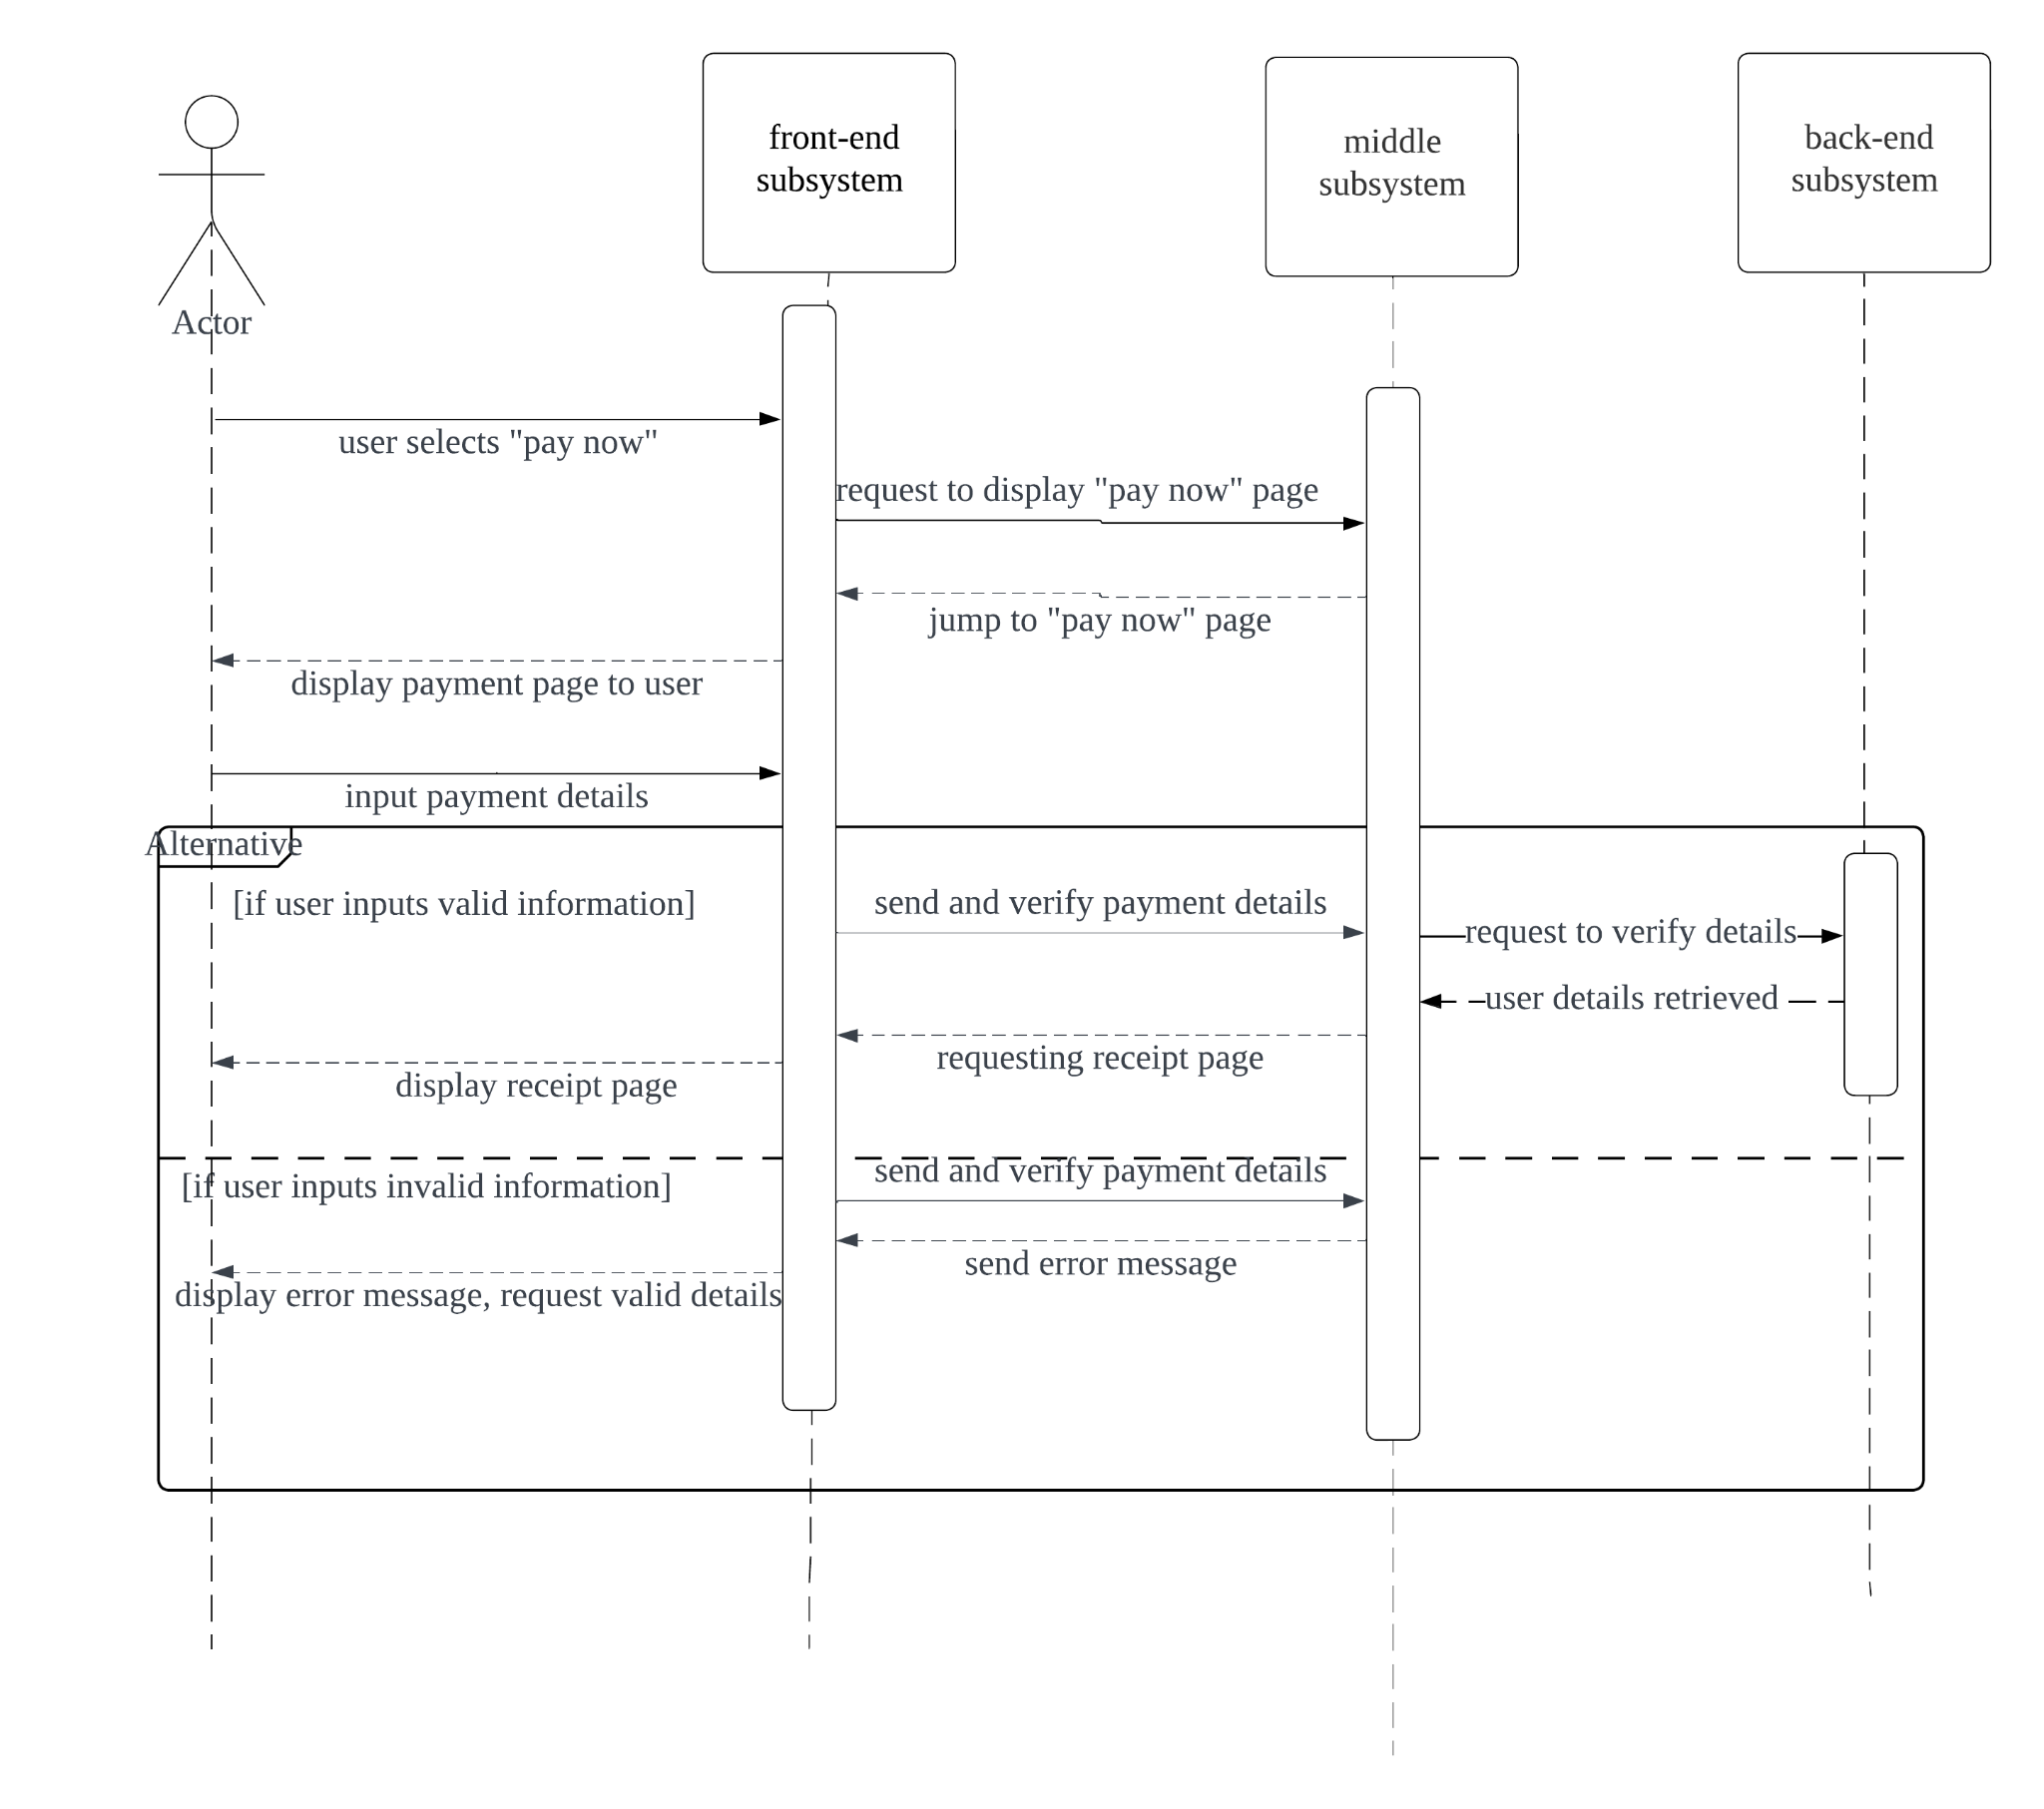 front-end
subsystem
middle
subsystem
back-end
subsystem
Actor
user selects "pay now"
request to display "pay now" page
jump to "pay now" page
display payment page to user
input payment details
Alternative
[if user inputs valid information]
send and verify payment details
request to verify details
user details retrieved
requesting receipt page
display receipt page
send and verify payment details
[if user inputs invalid information]
send error message
display error message, request valid details